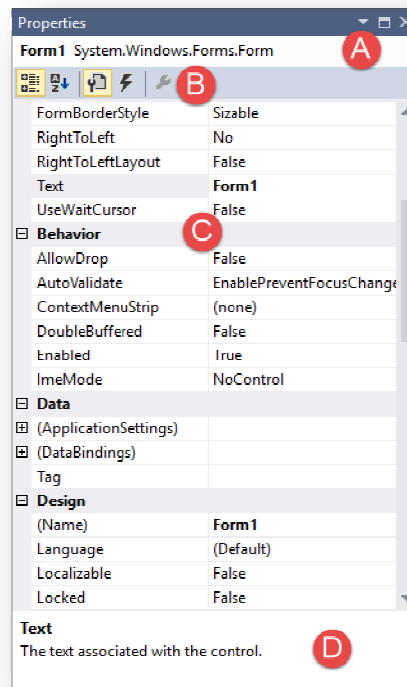 Properties
Form1 System.Windows.Forms.Form
A
B
FormBorderStyle Sizable
RightToLeft No
RightToLeftLayout False
Text Form1
UseWaitCursor False
C
Behavior
AllowDrop False
AutoValidate EnablePreventFocusChange
ContextMenuStrip (none)
DoubleBuffered False
Enabled True
ImeMode NoControl
Data
(ApplicationSettings)
(DataBindings)
Tag
Design
(Name) Form1
Language (Default)
Localizable False
Locked False
Text
The text associated with the control.
D